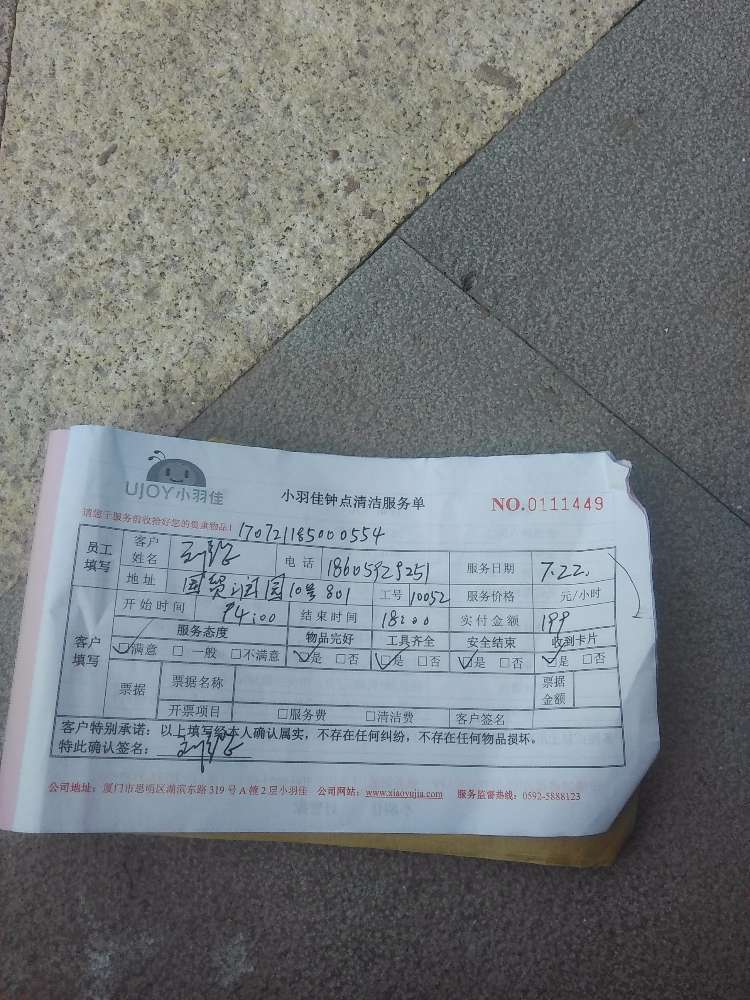 UJOY小羽佳
小羽佳钟点清洁服务单
NO.0111449
请您于服务前收拾好您的贵重物品!
170721185000554
员工填写 客户姓名 电话 18605929251 服务日期 7.22.
地址 国贸润园10号801 工号 10052 服务价格 元/小时
客户填写 开始时间 14:00 结束时间 18:00 实付金额 199
服务态度 物品完好 工具齐全 安全结束 收到卡片
☑满意 □一般 □不满意 ☑是 □否 ☑是 □否 ☑是 □否 ☑是 □否
票据 票据名称 票据金额
开票项目 □服务费 □清洁费 客户签名
客户特别承诺：以上填写经本人确认属实，不存在任何纠纷，不存在任何物品损坏。
特此确认签名：
公司地址：厦门市思明区湖滨东路319号A幢2层小羽佳 公司网站：www.xiaoyujia.com 服务监督热线：0592-5888123